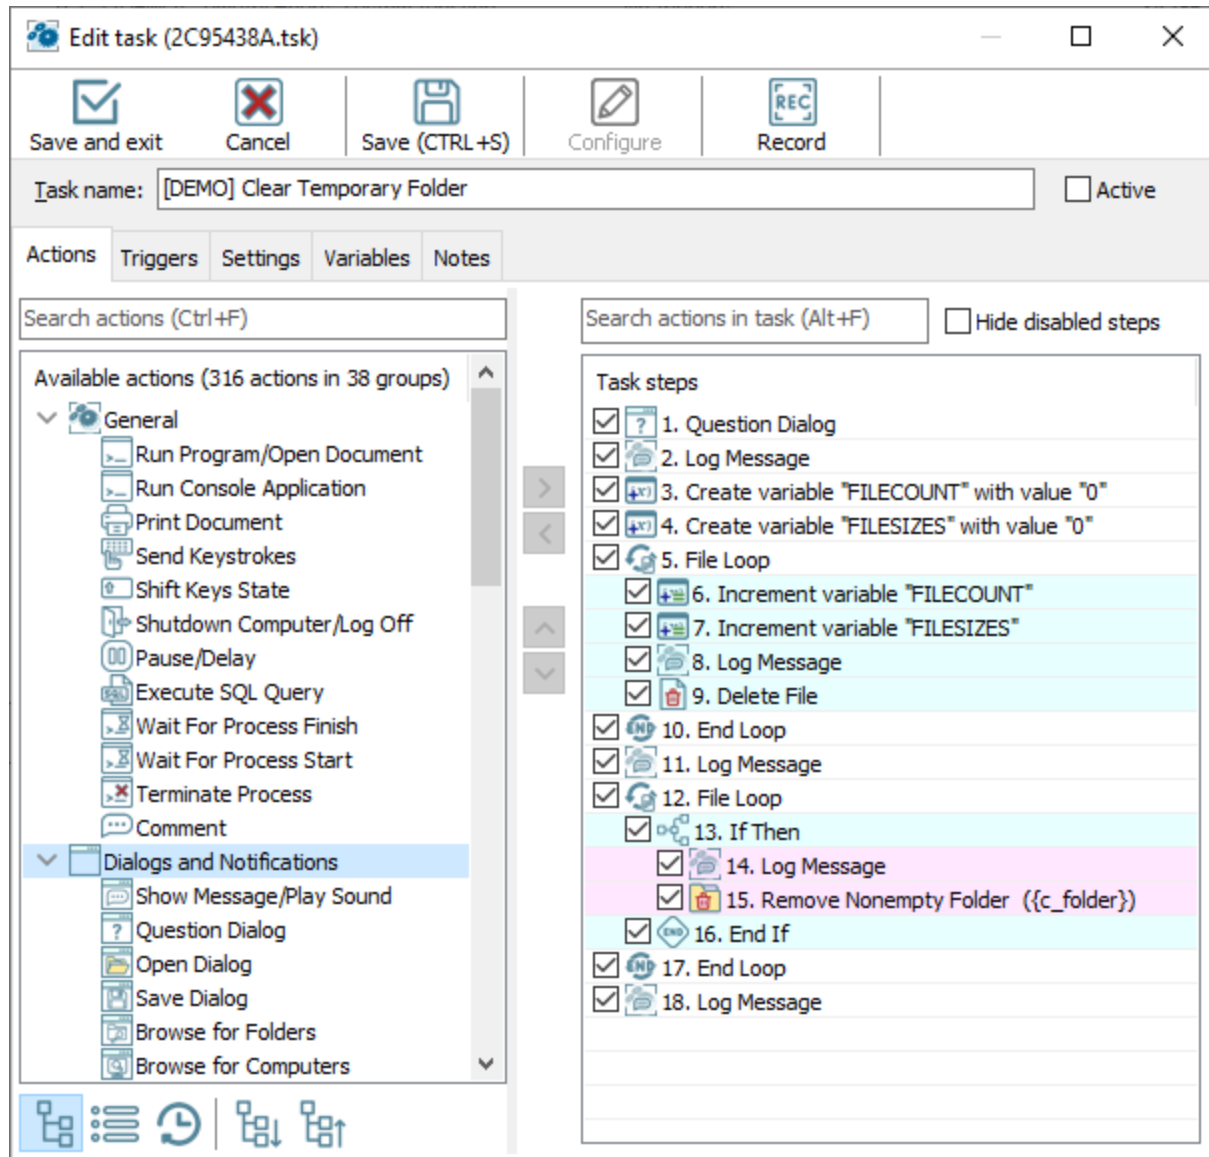 Edit task (2C95438A.tsk)
Save and exit
Cancel
Save (CTRL+S)
Configure
REC
Record
Task name:
[DEMO] Clear Temporary Folder
Active
Actions
Triggers
Settings
Variables
Notes
Search actions (Ctrl+F)
Available actions (316 actions in 38 groups)
General
Run Program/Open Document
Run Console Application
Print Document
Send Keystrokes
Shift Keys State
Shutdown Computer/Log Off
Pause/Delay
Execute SQL Query
Wait For Process Finish
Wait For Process Start
Terminate Process
Comment
Dialogs and Notifications
Show Message/Play Sound
Question Dialog
Open Dialog
Save Dialog
Browse for Folders
Browse for Computers
Search actions in task (Alt+F)
Hide disabled steps
Task steps
1. Question Dialog
2. Log Message
3. Create variable "FILECOUNT" with value "0"
4. Create variable "FILESIZES" with value "0"
5. File Loop
6. Increment variable "FILECOUNT"
7. Increment variable "FILESIZES"
8. Log Message
9. Delete File
10. End Loop
11. Log Message
12. File Loop
13. If Then
14. Log Message
15. Remove Nonempty Folder ({c_folder})
16. End If
17. End Loop
18. Log Message